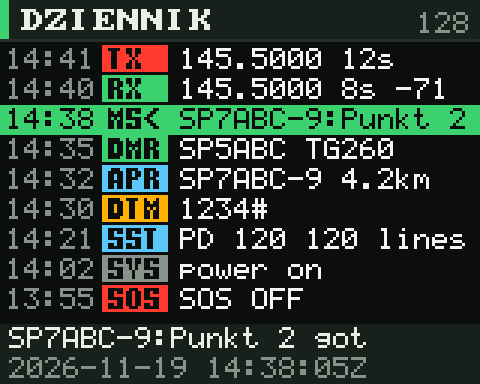 DZIENNIK 128
14:41 TX 145.5000 12s
14:40 RX 145.5000 8s -71
14:38 MS< SP7ABC-9:Punkt 2
14:35 DMR SP5ABC TG260
14:32 APR SP7ABC-9 4.2km
14:30 DTM 1234#
14:21 SST PD 120 120 lines
14:02 SYS power on
13:55 SOS SOS OFF
SP7ABC-9:Punkt 2 got
2026-11-19 14:38:05Z